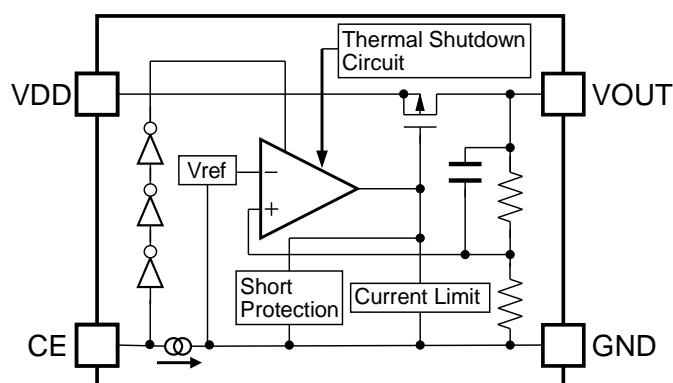 Thermal Shutdown
Circuit
VDD
VOUT
Vref
−
+
Short
Protection
Current Limit
CE
GND